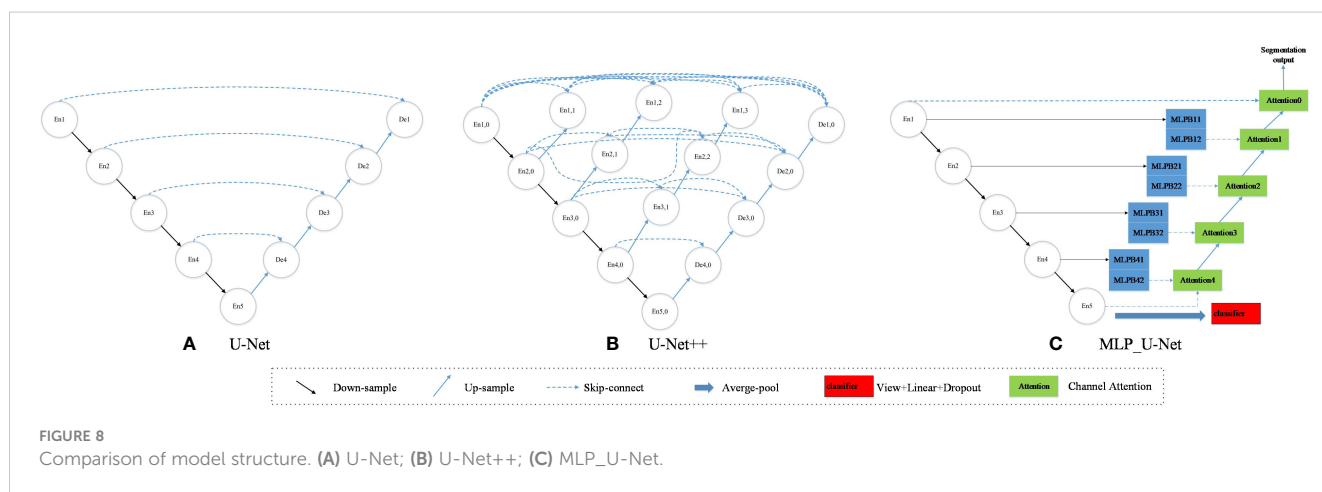 En1
De1
En2
De2
En3
De3
En4
De4
En5
A U-Net
En1,0
En1,1
En1,2
En1,3
De1,0
En2,0
En2,1
En2,2
De2,0
En3,0
En3,1
De3,0
En4,0
De4,0
En5,0
B U-Net++
Segmentation
output
Attention0
En1
MLPB11
MLPB12
Attention1
En2
MLPB21
MLPB22
Attention2
En3
MLPB31
MLPB32
Attention3
En4
MLPB41
MLPB42
Attention4
En5
classifier
C MLP_U-Net
Down-sample
Up-sample
Skip-connect
Averge-pool
classifier View+Linear+Dropout
Attention Channel Attention
FIGURE 8
Comparison of model structure. (A) U-Net; (B) U-Net++; (C) MLP_U-Net.